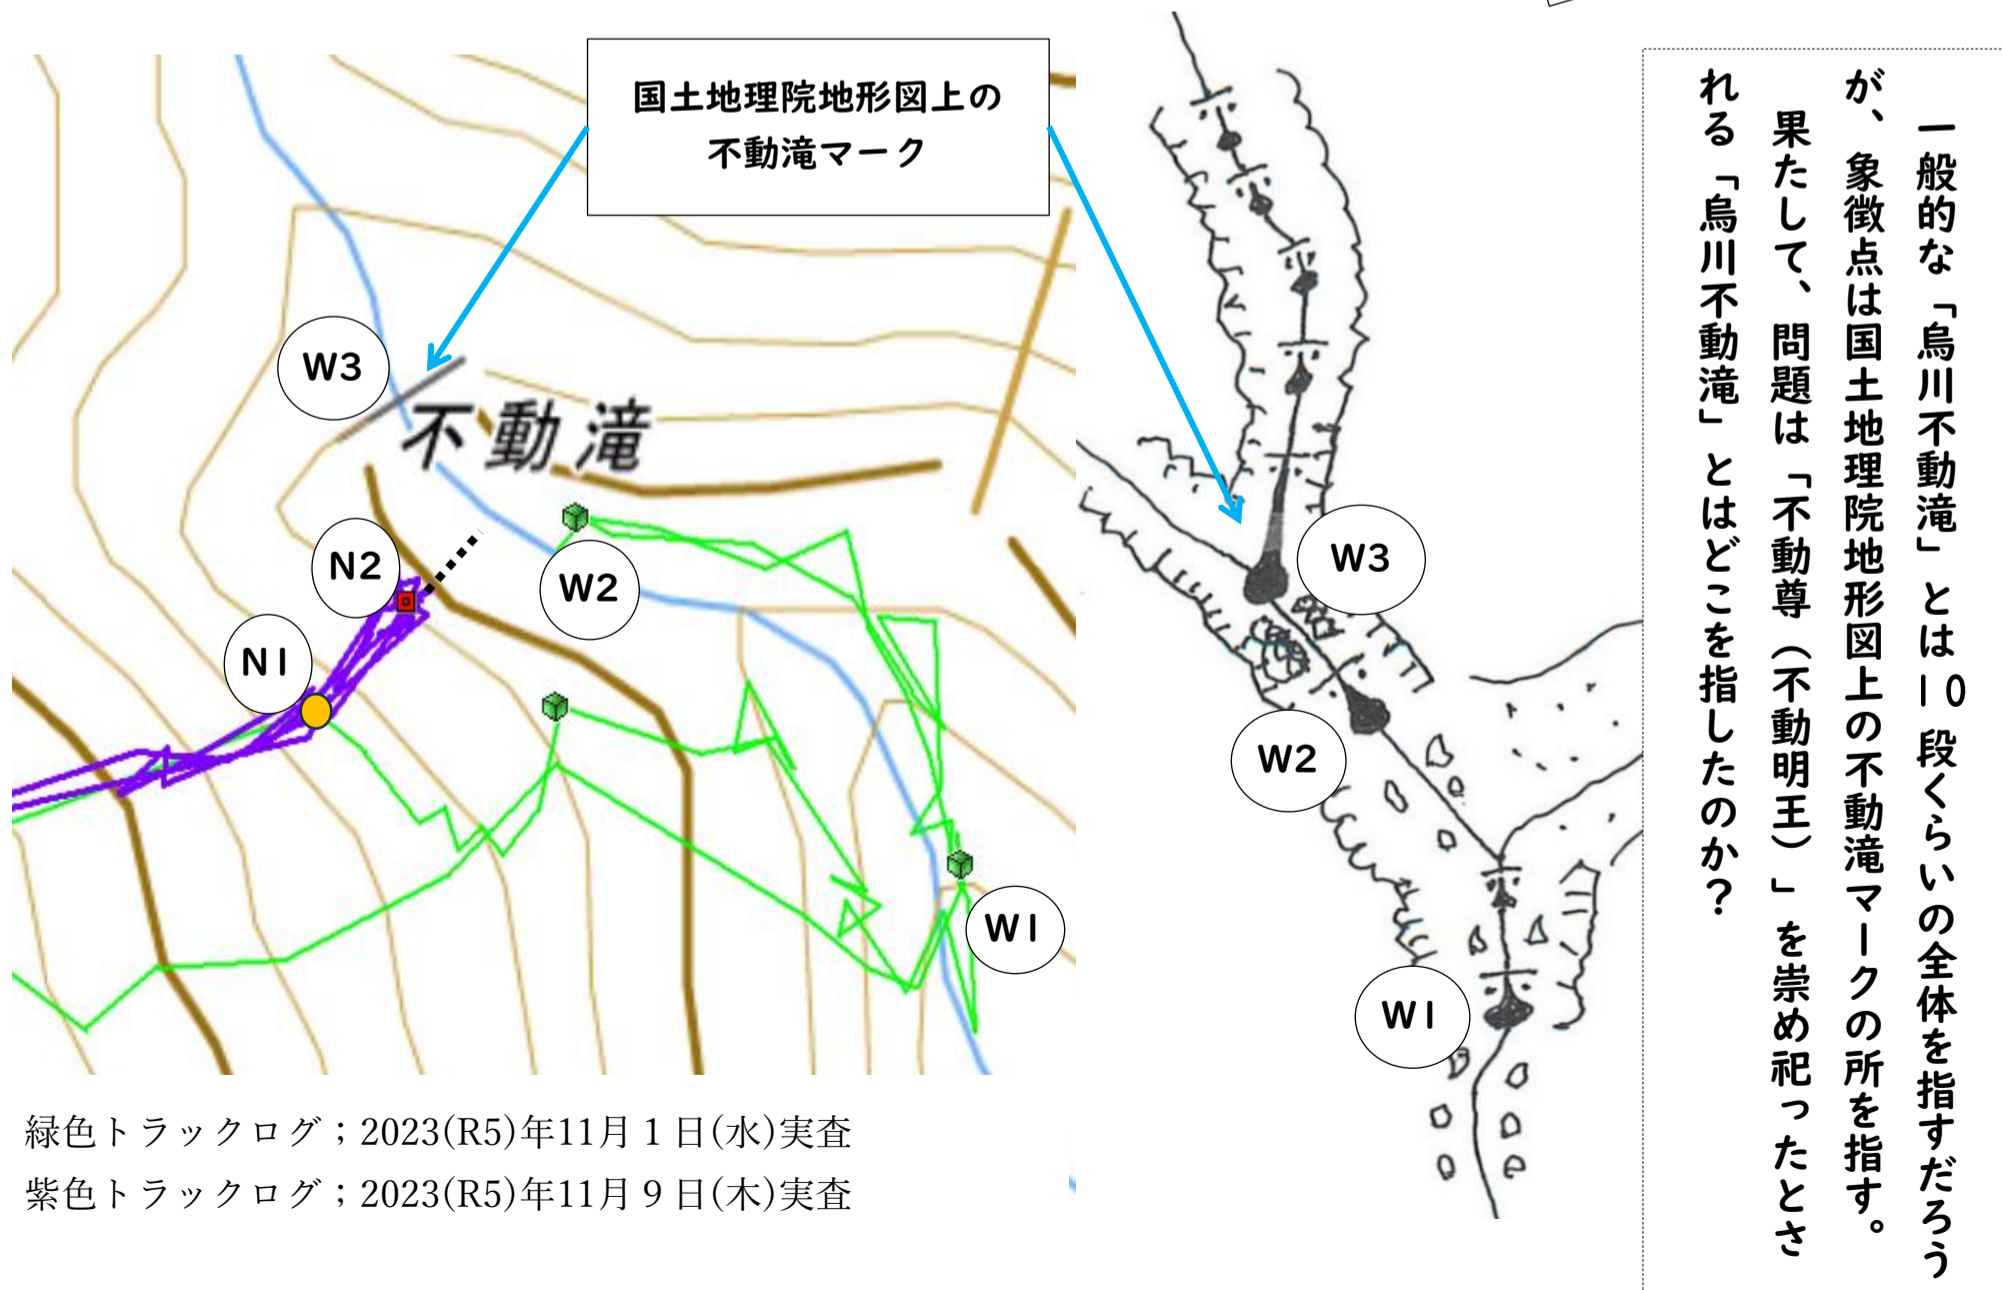 国土地理院地形図上の
不動滝マーク
W3
不動滝
N2
W2
N1
W1
W3
W2
W1
緑色トラックログ；2023(R5)年11月１日(水)実査
紫色トラックログ；2023(R5)年11月９日(木)実査
一般的な「烏川不動滝」とは10段くらいの全体を指すだろう
が、象徴点は国土地理院地形図上の不動滝マークの所を指す。
果たして、問題は「不動尊（不動明王）」を崇め祀ったとさ
れる「烏川不動滝」とはどこを指したのか？